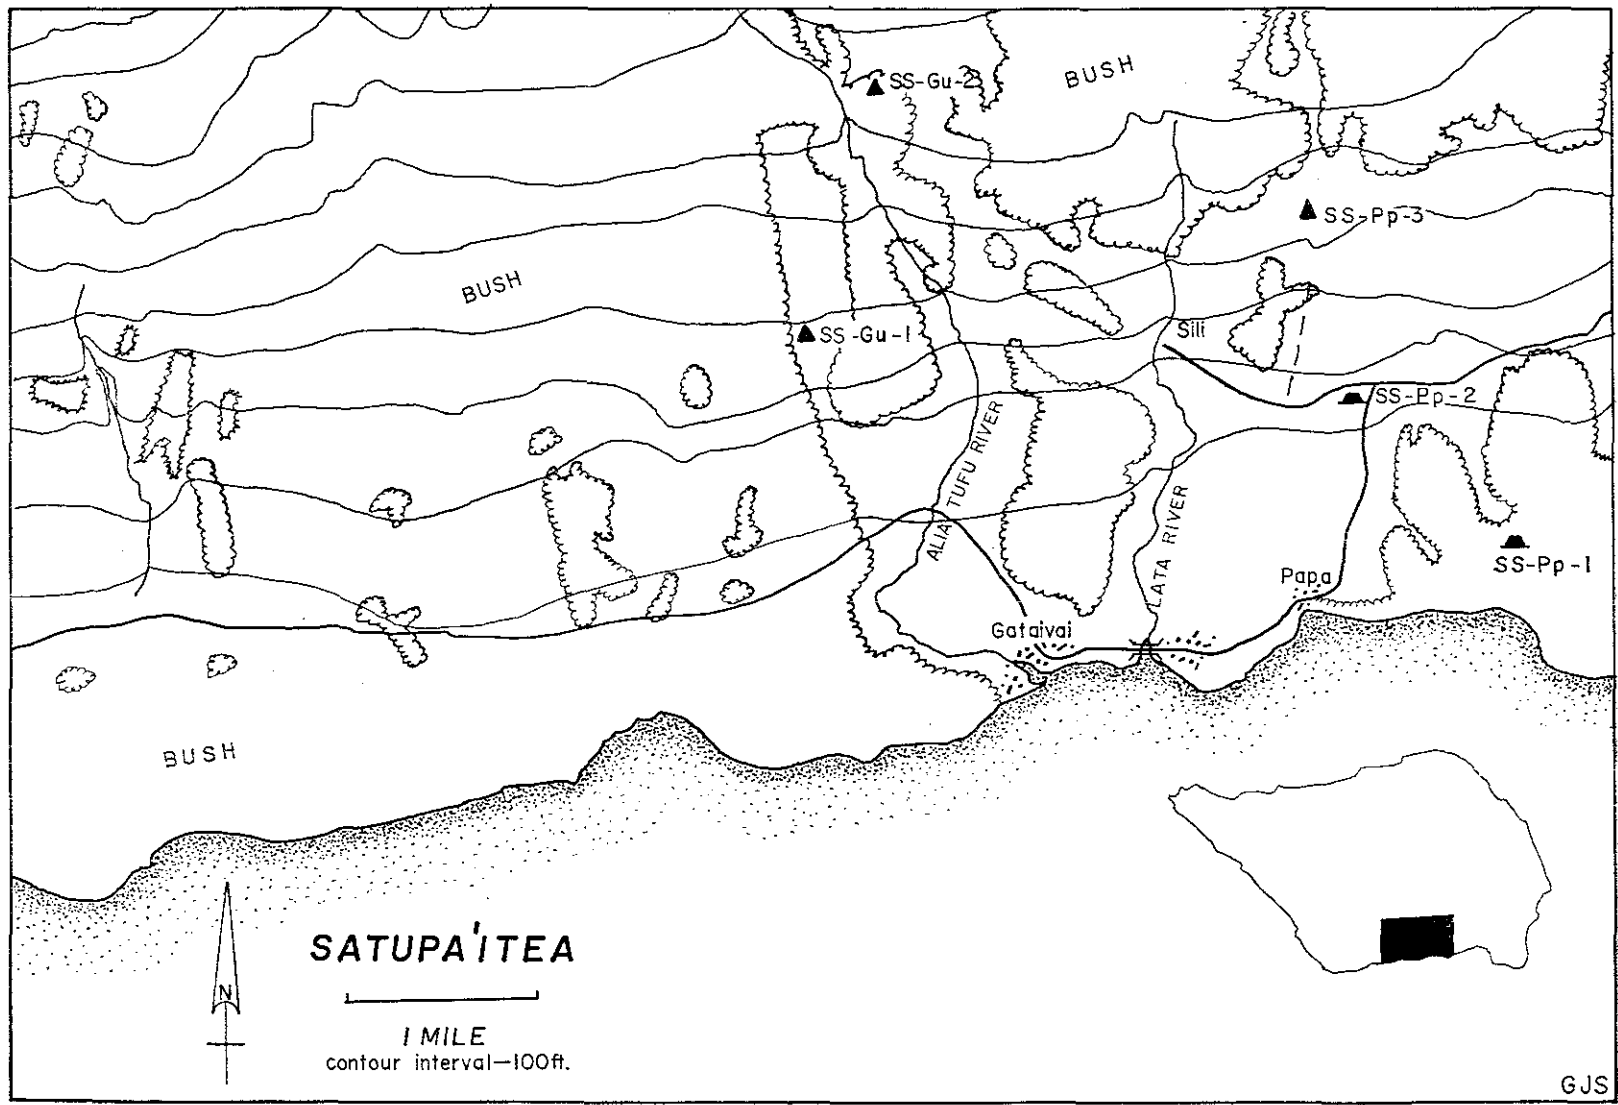 BUSH
SS-Gu-2
SS-Pp-3
BUSH
SS-Gu-1
Sili
SS-Pp-2
ALIA TUFU RIVER
LATA RIVER
SS-Pp-1
Papa
Gataivai
BUSH
SATUPA'ITEA
N
1 MILE
contour interval—100ft.
GJS